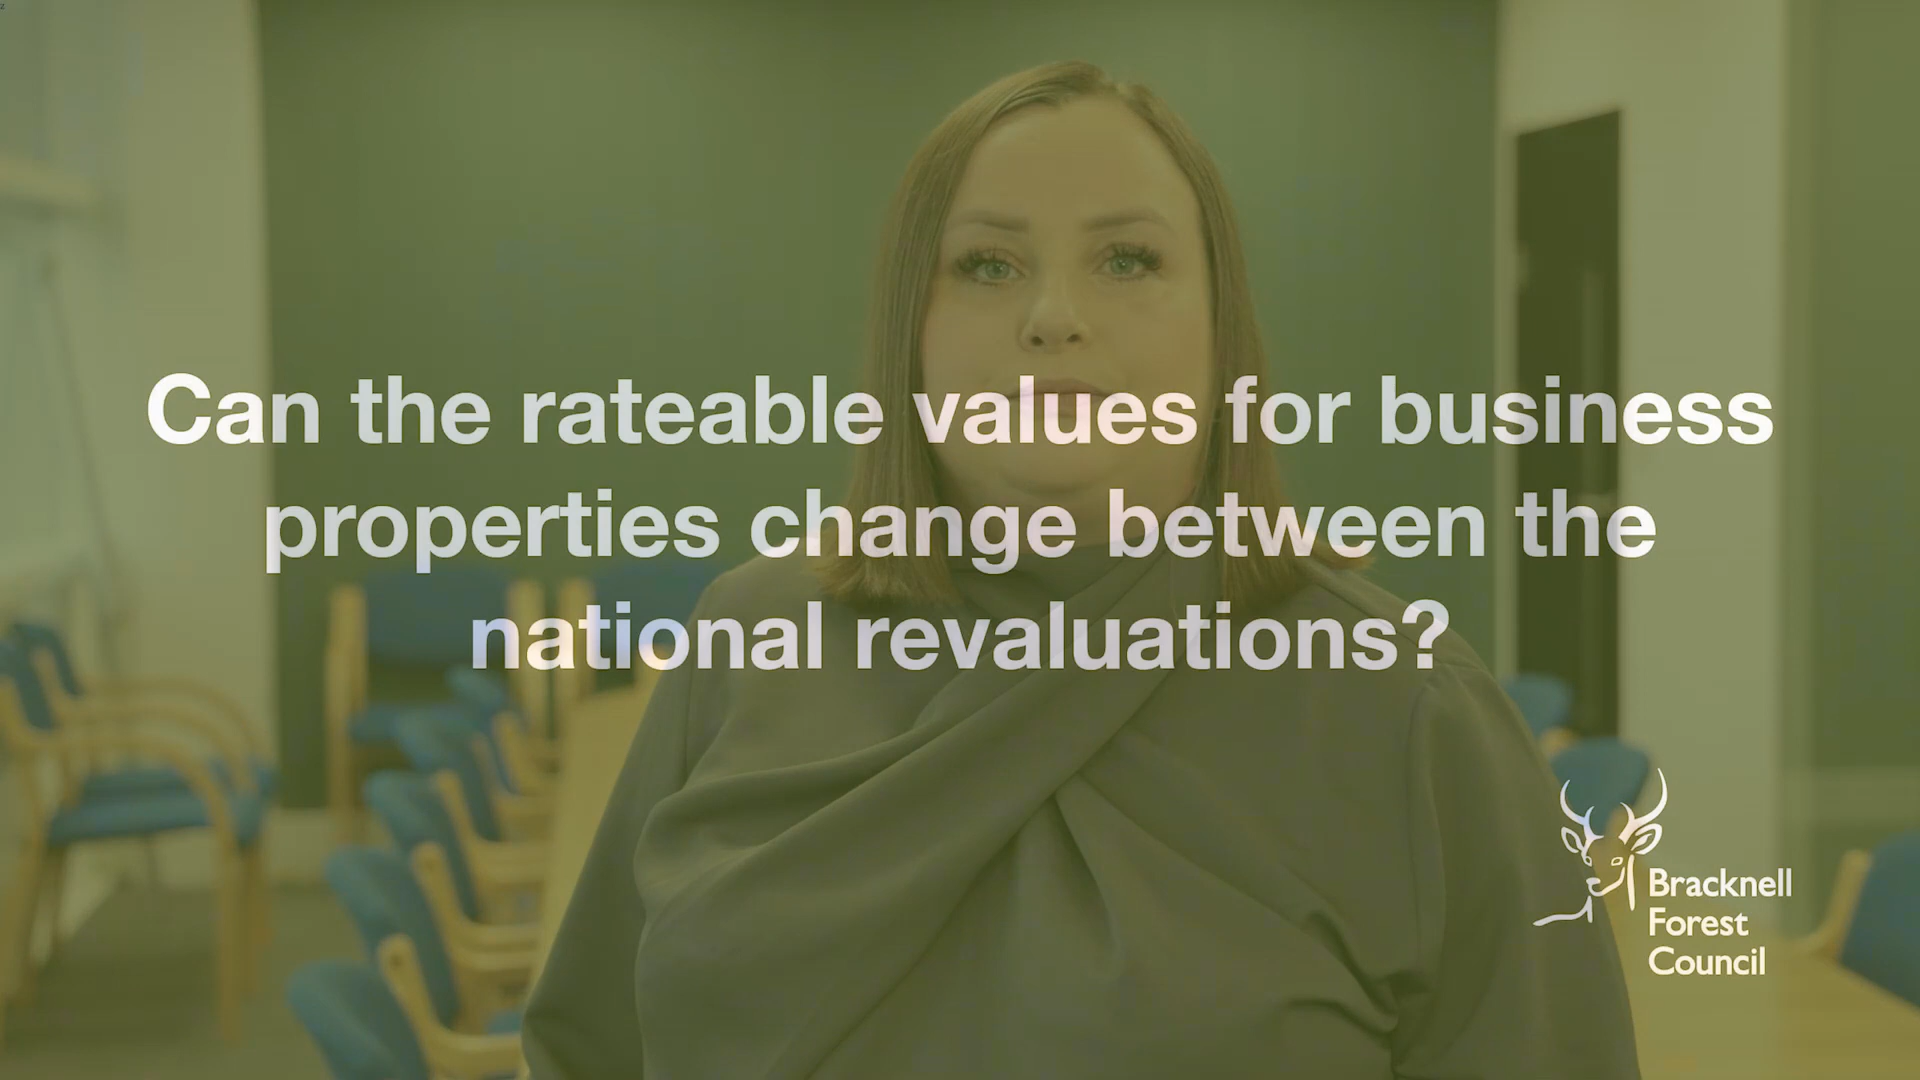 Can the rateable values for business
properties change between the
national revaluations?
Bracknell
Forest
Council